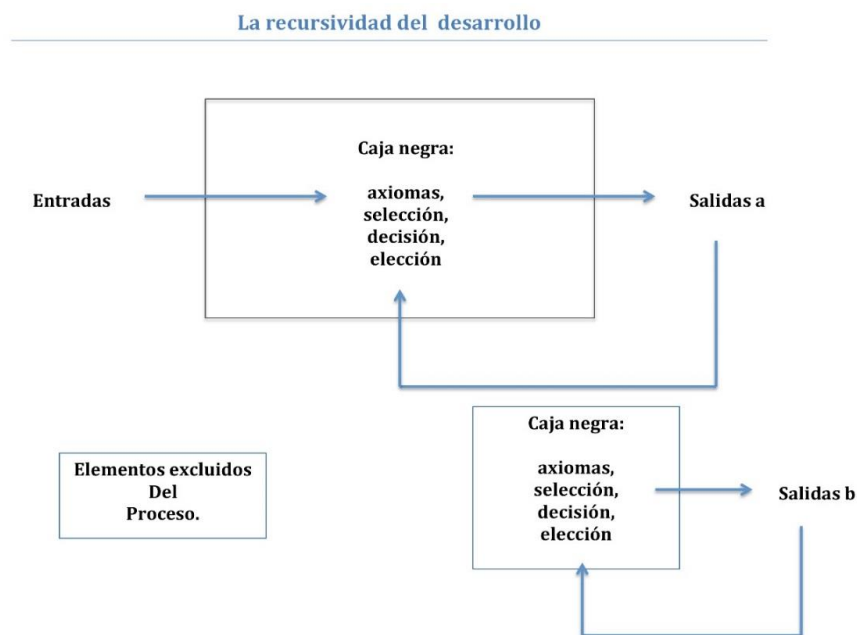 La recursividad del desarrollo
Caja negra:
axiomas,
selección,
decisión,
elección
Entradas
Salidas a
Caja negra:
axiomas,
selección,
decisión,
elección
Salidas b
Elementos excluidos
Del
Proceso.